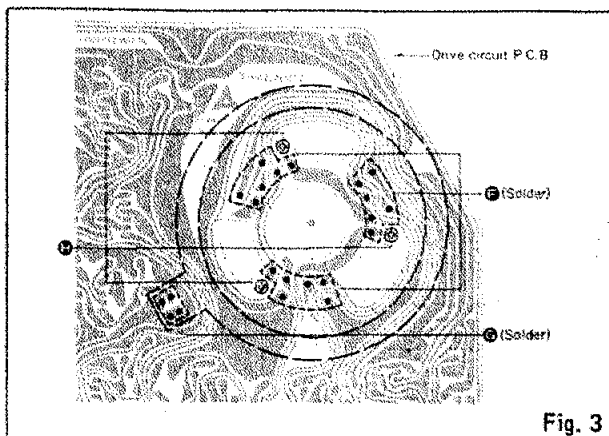 Drive circuit P.C.B
F (Solder)
H
G (Solder)
Fig. 3